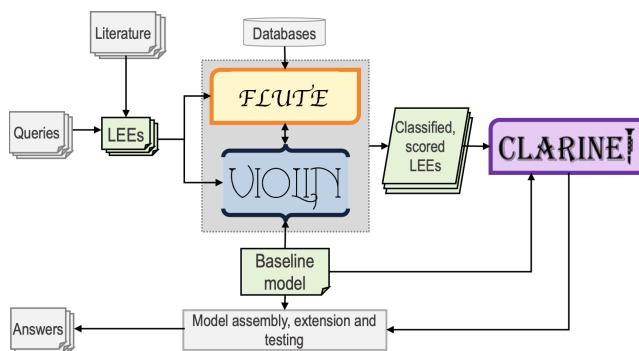 Literature
Databases
FLUTE
Queries
LEEs
Classified,
scored
LEEs
CLARINET
VIOLIN
Baseline
model
Answers
Model assembly, extension and
testing